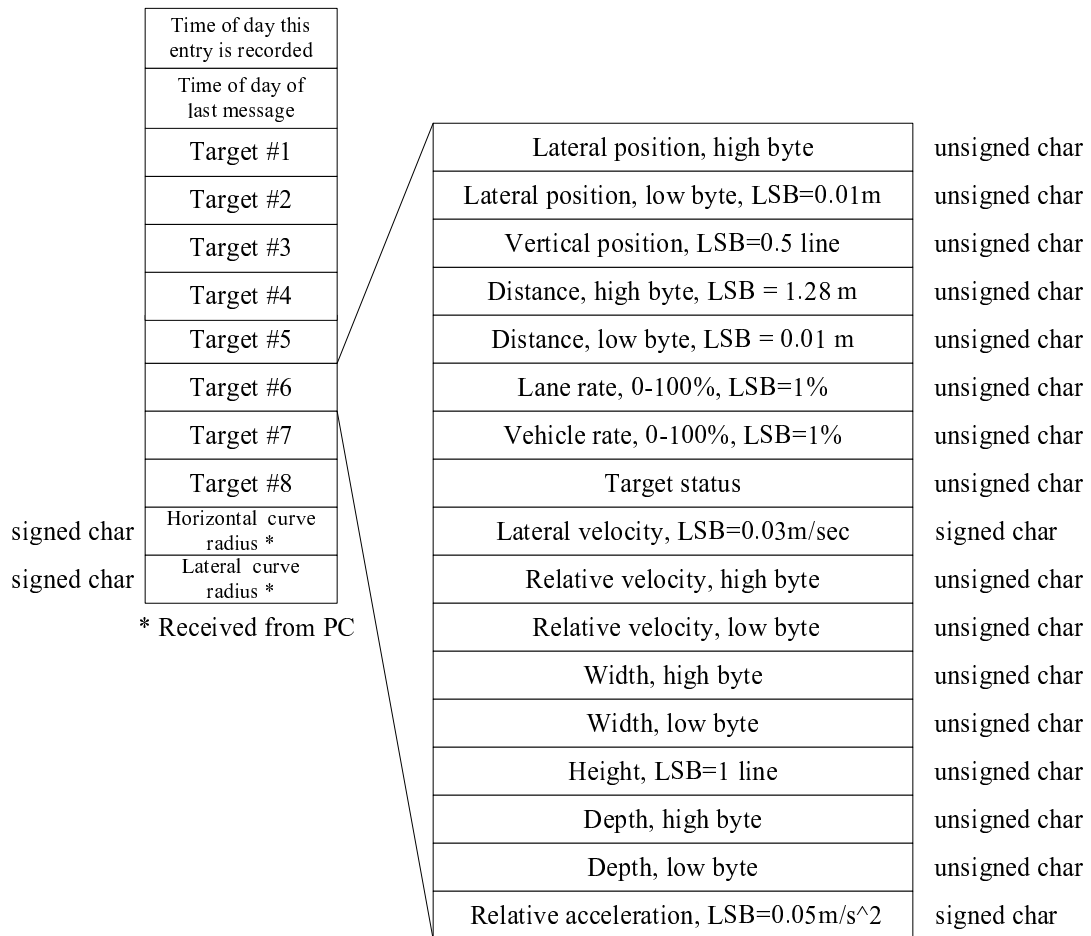 Time of day this
entry is recorded
Time of day of
last message
Target #1
Target #2
Target #3
Target #4
Target #5
Target #6
Target #7
Target #8
signed char
Horizontal curve
radius *
signed char
Lateral curve
radius *
* Received from PC
Lateral position, high byte
unsigned char
Lateral position, low byte, LSB=0.01m
unsigned char
Vertical position, LSB=0.5 line
unsigned char
Distance, high byte, LSB = 1.28 m
unsigned char
Distance, low byte, LSB = 0.01 m
unsigned char
Lane rate, 0-100%, LSB=1%
unsigned char
Vehicle rate, 0-100%, LSB=1%
unsigned char
Target status
unsigned char
Lateral velocity, LSB=0.03m/sec
signed char
Relative velocity, high byte
unsigned char
Relative velocity, low byte
unsigned char
Width, high byte
unsigned char
Width, low byte
unsigned char
Height, LSB=1 line
unsigned char
Depth, high byte
unsigned char
Depth, low byte
unsigned char
Relative acceleration, LSB=0.05m/s^2
signed char